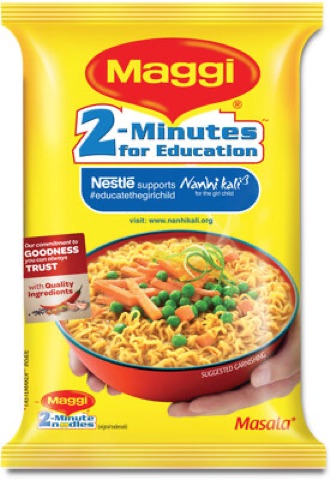 Maggi
®
2-Minutes
for Education
Nestlé supports
#educatethegirlchild
Nanhi kali
for the girl child
visit: www.nanhikali.org
Our commitment to
GOODNESS
you can always
TRUST
with Quality
Ingredients
SUGGESTED GARNISHING
Maggi
2-Minute
noodles
Masala